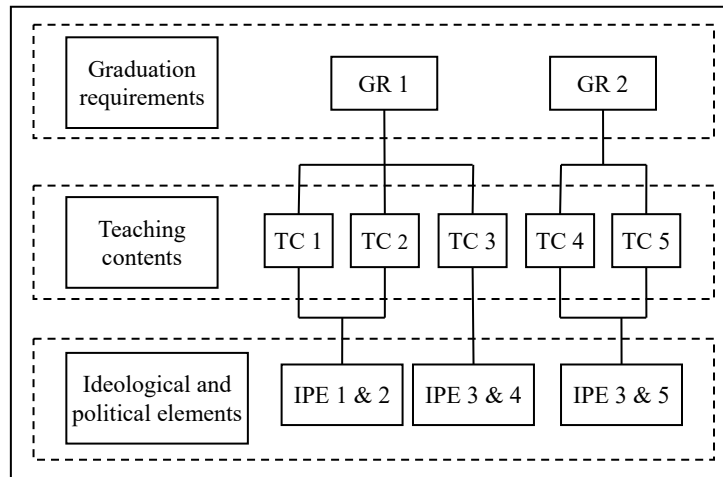 Graduation
requirements
GR 1
GR 2
Teaching
contents
TC 1
TC 2
TC 3
TC 4
TC 5
Ideological and
political elements
IPE 1 & 2
IPE 3 & 4
IPE 3 & 5